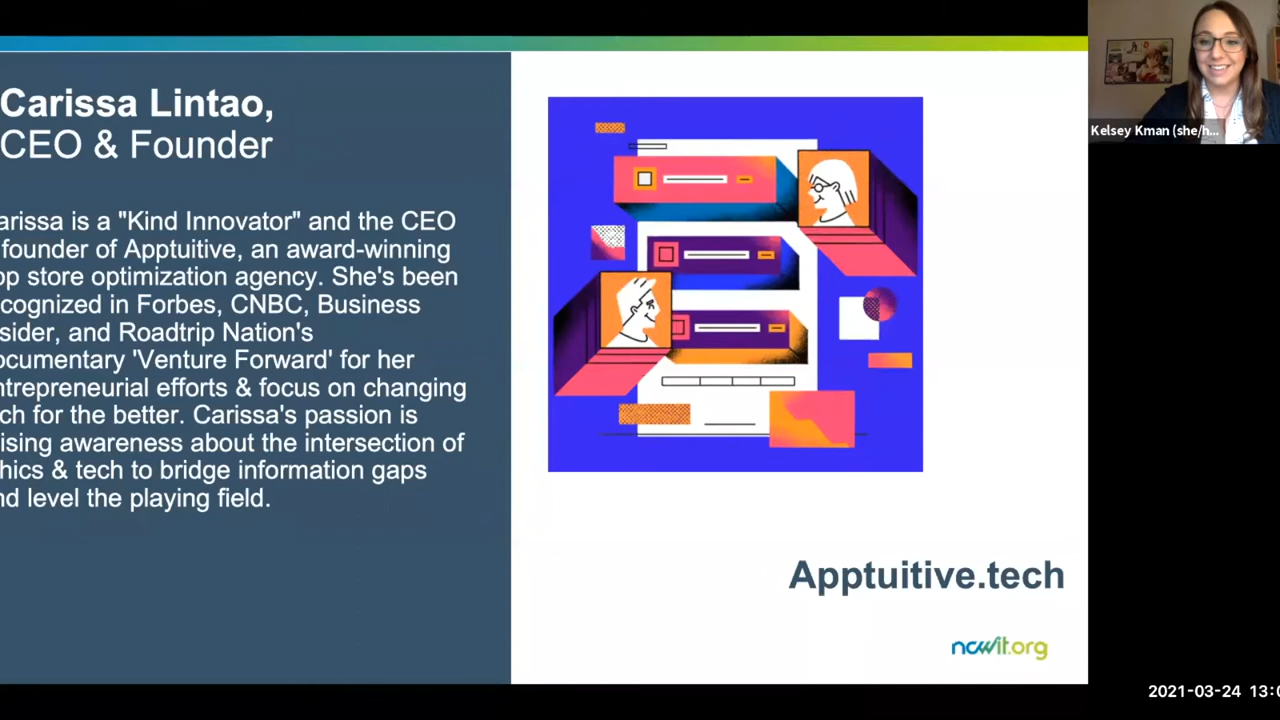 Carissa Lintao,
CEO & Founder
arissa is a "Kind Innovator" and the CEO
founder of Apptuitive, an award-winning
pp store optimization agency. She's been
cognized in Forbes, CNBC, Business
sider, and Roadtrip Nation's
ocumentary 'Venture Forward' for her
ntrepreneurial efforts & focus on changing
ch for the better. Carissa's passion is
ising awareness about the intersection of
hics & tech to bridge information gaps
nd level the playing field.
Apptuitive.tech
ncwit.org
Kelsey Kman (she/h...
2021-03-24 13:0